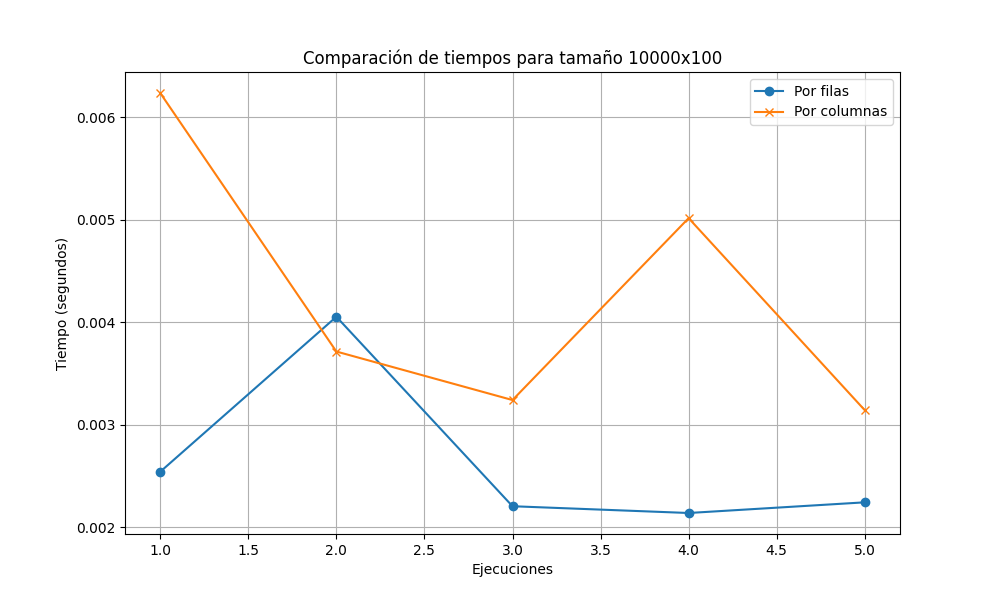 Comparación de tiempos para tamaño 10000x100
Por filas
Por columnas
0.006
0.005
0.004
0.003
0.002
Tiempo (segundos)
1.0 1.5 2.0 2.5 3.0 3.5 4.0 4.5 5.0
Ejecuciones